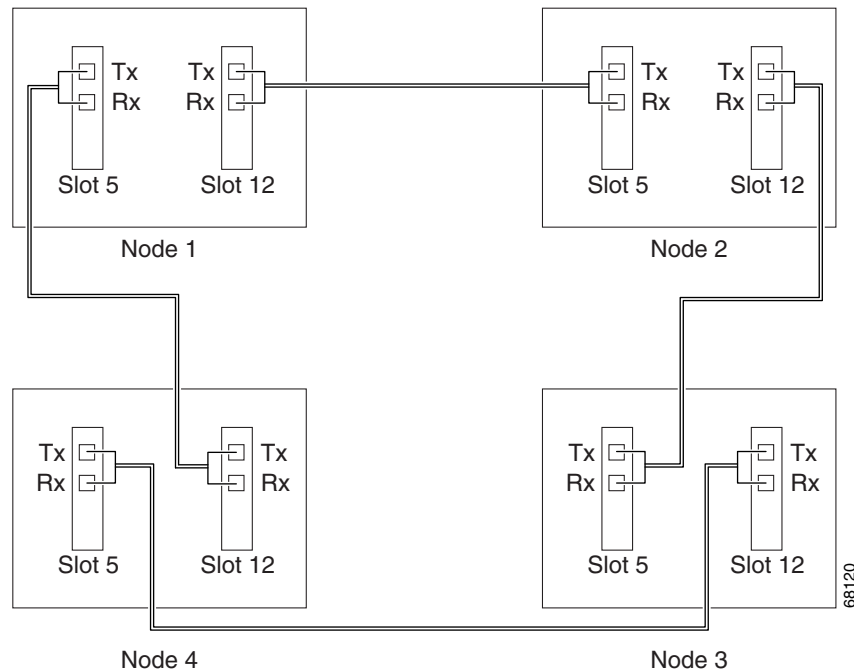 Tx Tx Tx Tx
Rx Rx Rx Rx
Slot 5 Slot 12 Slot 5 Slot 12
Node 1 Node 2
Tx Tx Tx Tx
Rx Rx Rx Rx
Slot 5 Slot 12 Slot 5 Slot 12
68120
Node 4 Node 3